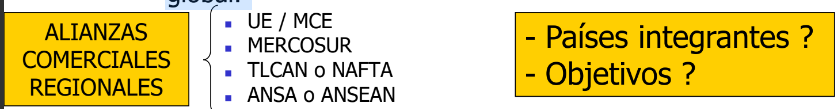 global.
ALIANZAS
COMERCIALES
REGIONALES
▪ UE / MCE
▪ MERCOSUR
▪ TLCAN o NAFTA
▪ ANSA o ANSEAN
- Países integrantes ?
- Objetivos ?